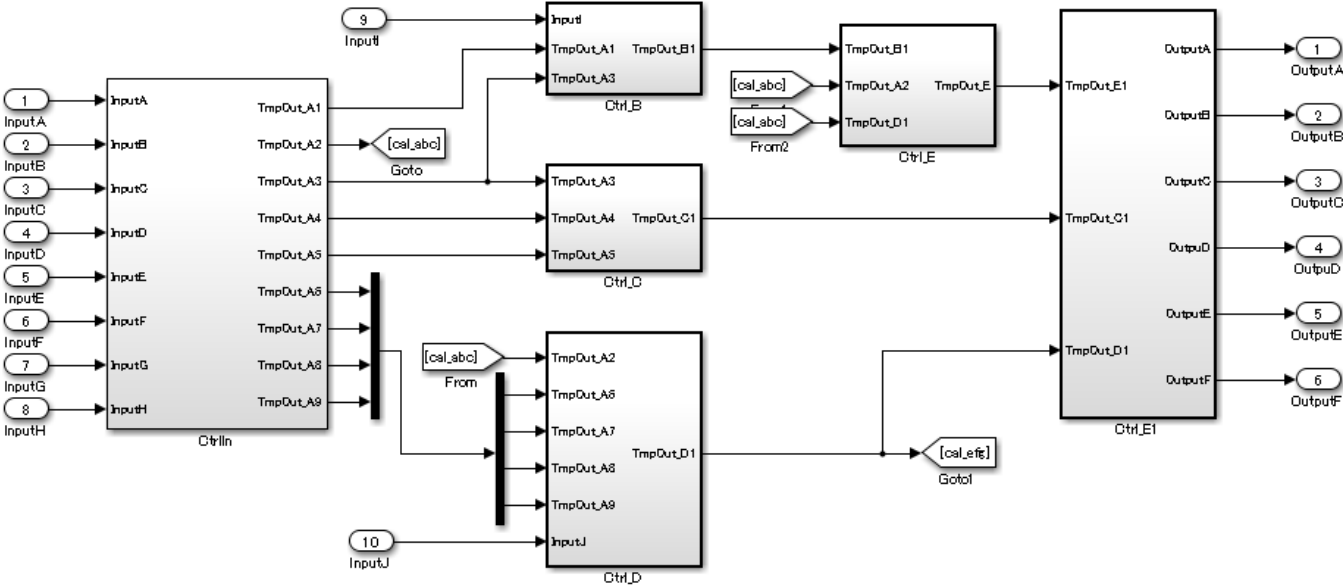 1
InputA
2
InputB
3
InputC
4
InputD
5
InputE
6
InputF
7
InputG
8
InputH
InputA
InputB
InputC
InputD
InputE
InputF
InputG
InputH
TmpOut_A1
TmpOut_A2
TmpOut_A3
TmpOut_A4
TmpOut_A5
TmpOut_A6
TmpOut_A7
TmpOut_A8
TmpOut_A9
CtrlIn
[cal_abc]
Goto
9
InputI
InputI
TmpOut_A1
TmpOut_A3
TmpOut_B1
Ctrl_B
TmpOut_A3
TmpOut_A4
TmpOut_A5
TmpOut_C1
Ctrl_C
[cal_abc]
From
10
InputJ
TmpOut_A2
TmpOut_A6
TmpOut_A7
TmpOut_A8
TmpOut_A9
InputJ
TmpOut_D1
Ctrl_D
[cal_abc]
[cal_abc]
From2
TmpOut_B1
TmpOut_A2
TmpOut_D1
TmpOut_E
Ctrl_E
[cal_efg]
Goto1
TmpOut_E1
TmpOut_C1
TmpOut_D1
OutputA
OutputB
OutputC
OutpuD
OutputE
OutputF
Ctrl_E1
1
OutputA
2
OutputB
3
OutputC
4
OutpuD
5
OutputE
6
OutputF